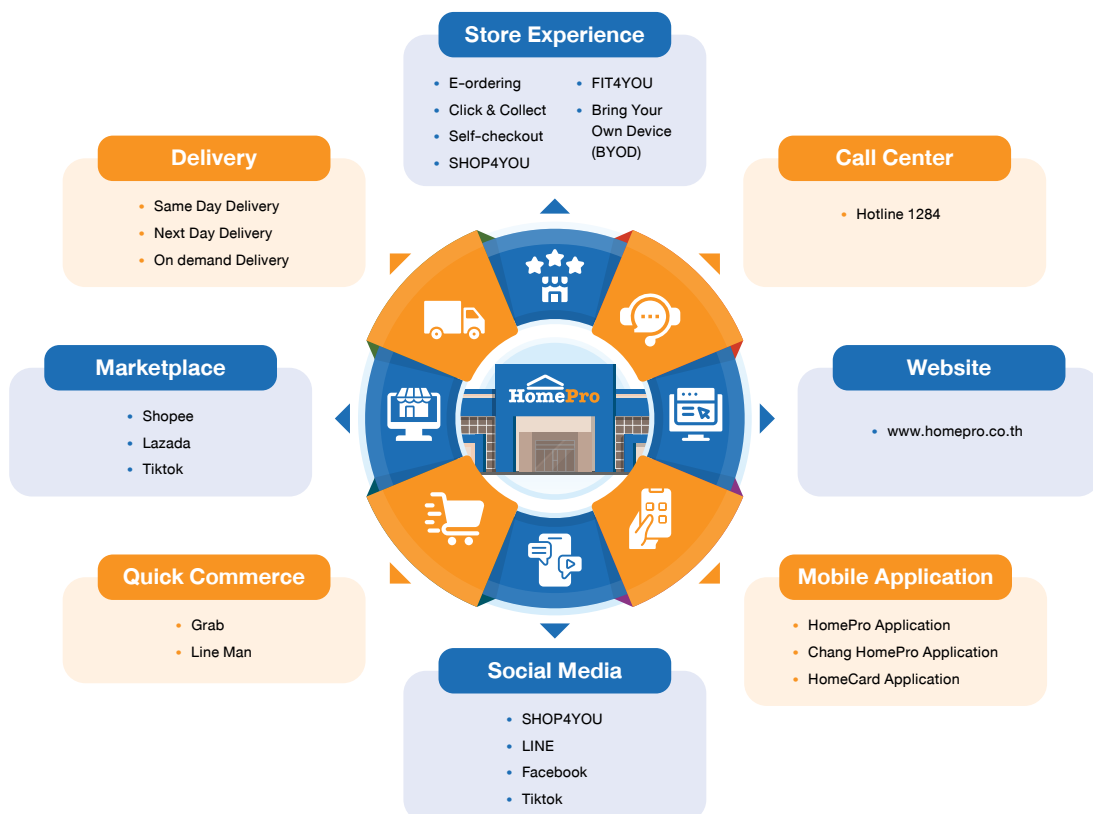 Store Experience
E-ordering
Click & Collect
Self-checkout
SHOP4YOU
FIT4YOU
Bring Your
Own Device
(BYOD)
Delivery
Same Day Delivery
Next Day Delivery
On demand Delivery
Call Center
Hotline 1284
Marketplace
Shopee
Lazada
Tiktok
HomePro
Website
www.homepro.co.th
Quick Commerce
Grab
Line Man
Mobile Application
HomePro Application
Chang HomePro Application
HomeCard Application
Social Media
SHOP4YOU
LINE
Facebook
Tiktok